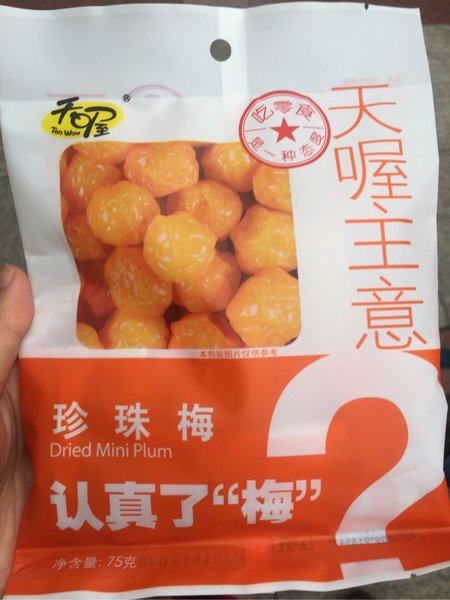 天喔
®
Ten Wow
吃零食
是一种态度
天喔主意
本包装图片仅供参考
珍珠梅
Dried Mini Plum
认真了“梅”
?
净含量: 75克